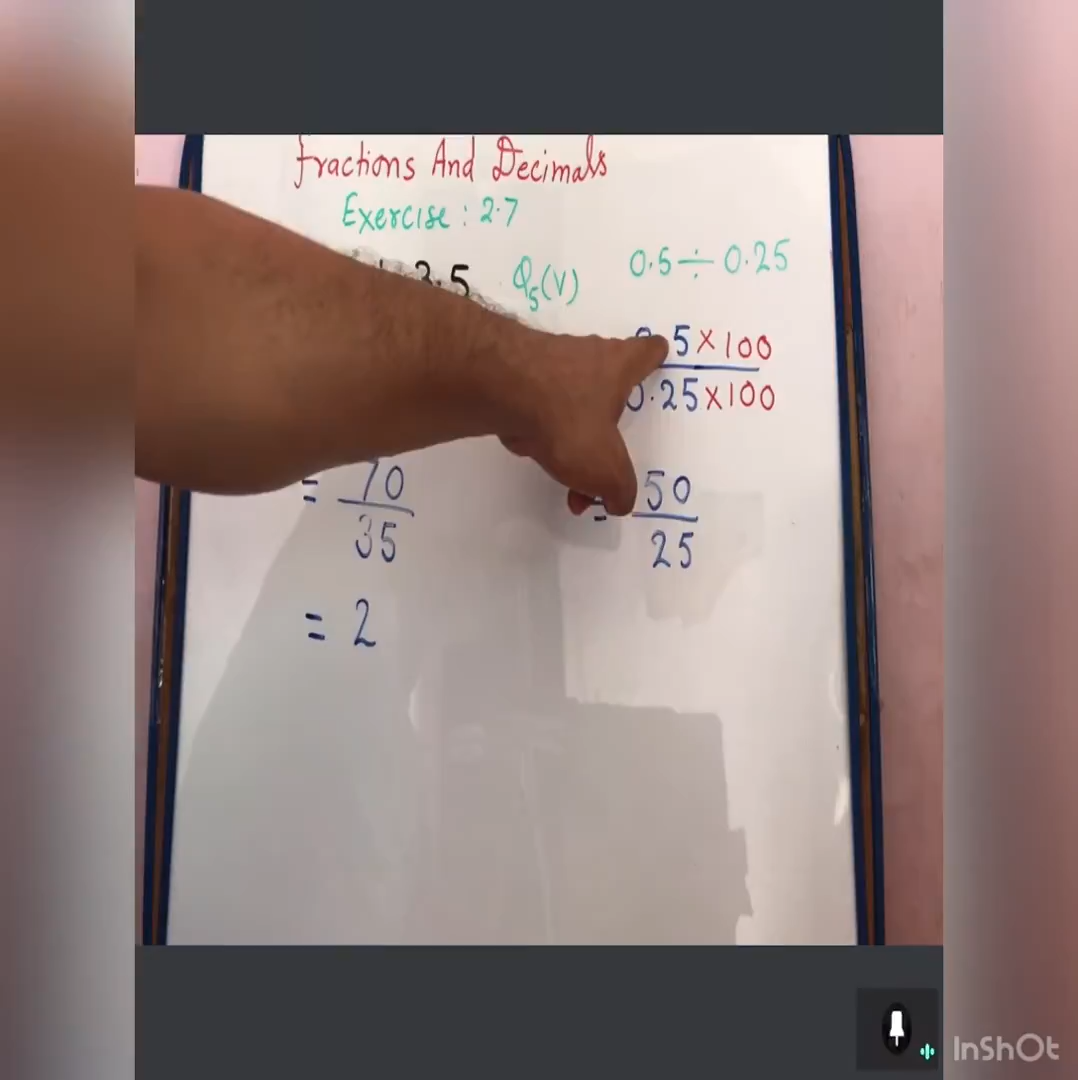 Fractions And Decimals
Exercise : 2.7
3.5
Q5(V) 0.5 ÷ 0.25
5 × 100
0.25 × 100
= 70
35
= 2
= 50
25
InShOt